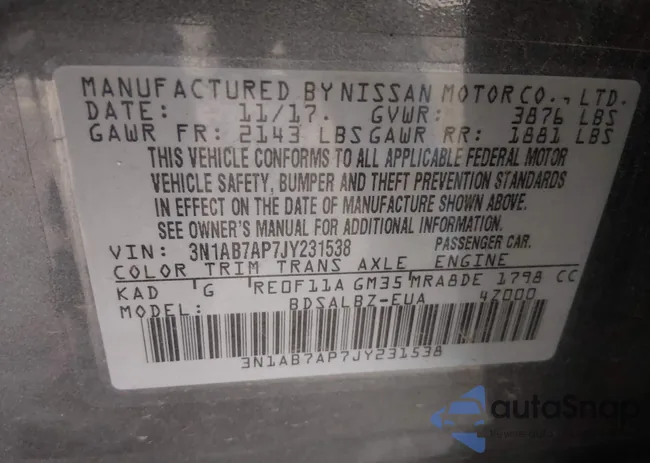 MANUFACTURED BY NISSAN MOTOR CO., LTD.
DATE: 11/17. GVWR: 3876 LBS
GAWR FR: 2143 LBS GAWR RR: 1881 LBS
THIS VEHICLE CONFORMS TO ALL APPLICABLE FEDERAL MOTOR
VEHICLE SAFETY, BUMPER AND THEFT PREVENTION STANDARDS
IN EFFECT ON THE DATE OF MANUFACTURE SHOWN ABOVE.
SEE OWNER'S MANUAL FOR ADDITIONAL INFORMATION
VIN: 3N1AB7AP7JY231538 PASSENGER CAR.
COLOR TRIM TRANS AXLE ENGINE
KAD G RE0F11A GM35 MRA8DE 1798 CC
MODEL: BDSALBZ-EUA 4Z000
3N1AB7AP7JY231538
autoSnap